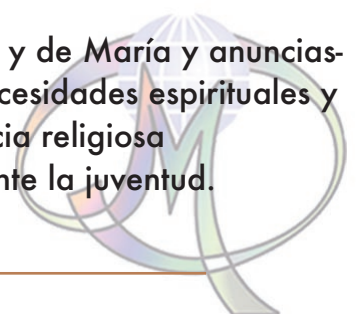 y de María y anuncias-
cesidades espirituales y
cia religiosa
nte la juventud.